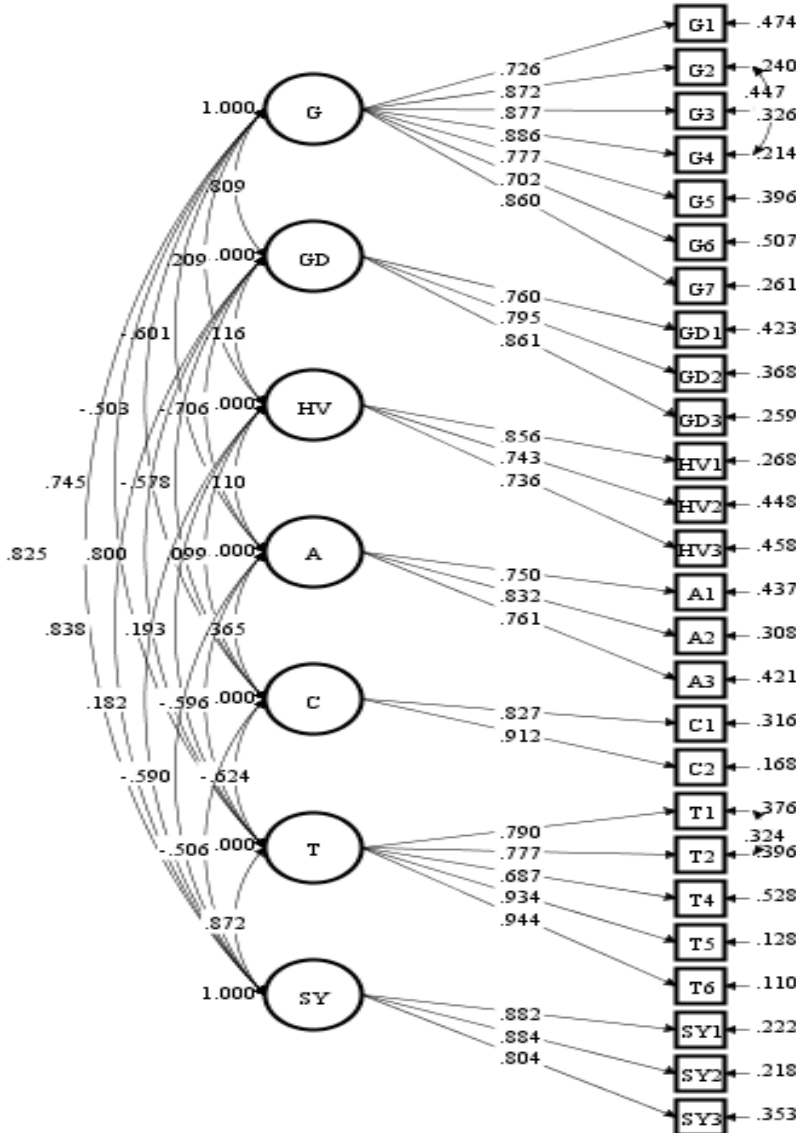 G1 .474
.726 G2 .240
1.000 G .872 .447
.877 G3 .326
.886 G4 .214
.777
.809 .702 G5 .396
.860 G6 .507
.209 .000 GD G7 .261
.760 GD1 .423
-.601 .116 .795
.861 GD2 .368
-.503 -.706 .000 HV GD3 .259
.856 HV1 .268
.745 -.578 .110 .743
.736 HV2 .448
.825 .800 .099 .000 A HV3 .458
.750 A1 .437
.838 .193 .365 .832 A2 .308
.761
A3 .421
.182 -.596 .000 C .827 C1 .316
.912
-.590 -.624 C2 .168
T1 .376
.790 .324
-.506 .000 T .777 T2 .396
.687
.934 T4 .528
.872 .944 T5 .128
T6 .110
1.000 SY .882 SY1 .222
.884
.804 SY2 .218
SY3 .353